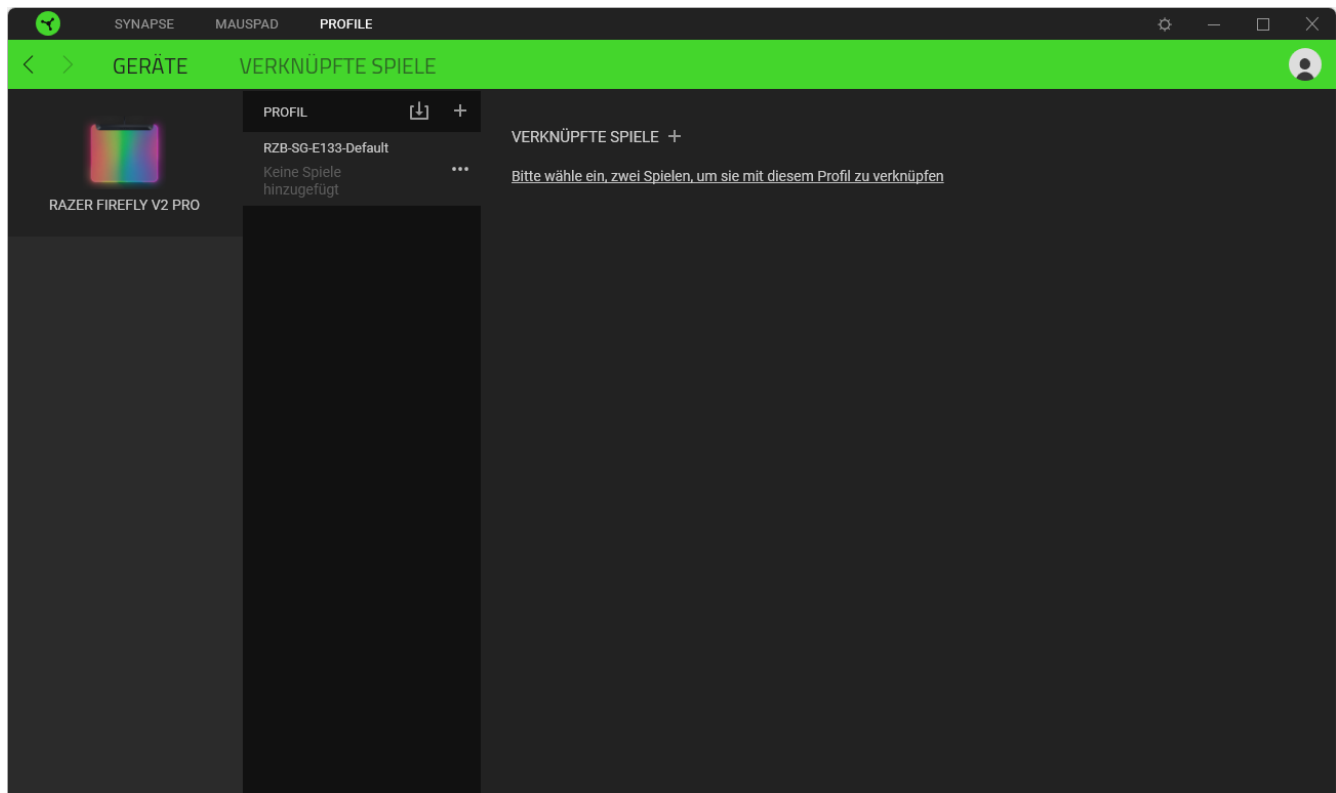 SYNAPSE MAUSPAD PROFILE
GERÄTE VERKNÜPFTE SPIELE
RAZER FIREFLY V2 PRO
PROFIL
RZB-SG-E133-Default
Keine Spiele
hinzugefügt
VERKNÜPFTE SPIELE +
Bitte wähle ein, zwei Spielen, um sie mit diesem Profil zu verknüpfen